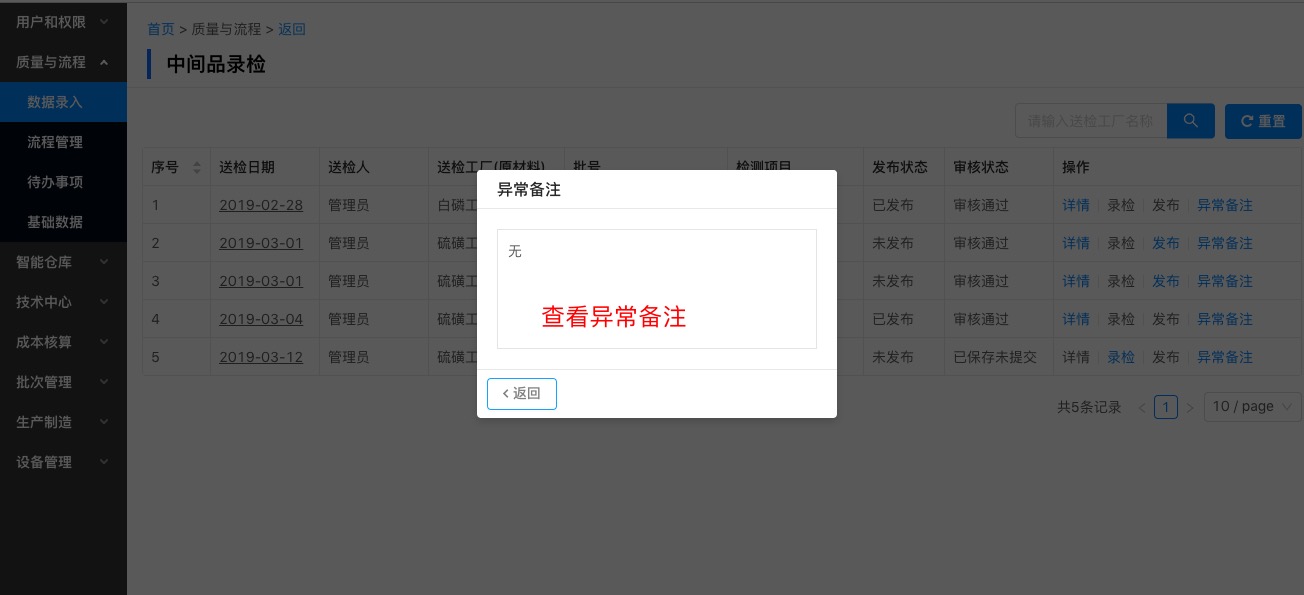 用户和权限
质量与流程
数据录入
流程管理
待办事项
基础数据
智能仓库
技术中心
成本核算
批次管理
生产制造
设备管理
首页 > 质量与流程 > 返回
中间品录检
请输入送检工厂名称
重置
序号 送检日期 送检人 送检工厂(原材料) 批号 检测项目 发布状态 审核状态 操作
1 2019-02-28 管理员 白磷工 已发布 审核通过 详情 录检 发布 异常备注
2 2019-03-01 管理员 硫磺工 未发布 审核通过 详情 录检 发布 异常备注
3 2019-03-01 管理员 硫磺工 未发布 审核通过 详情 录检 发布 异常备注
4 2019-03-04 管理员 硫磺工 已发布 审核通过 详情 录检 发布 异常备注
5 2019-03-12 管理员 硫磺工 未发布 已保存未提交 详情 录检 发布 异常备注
共5条记录 < 1 > 10 / page
异常备注
无
查看异常备注
返回